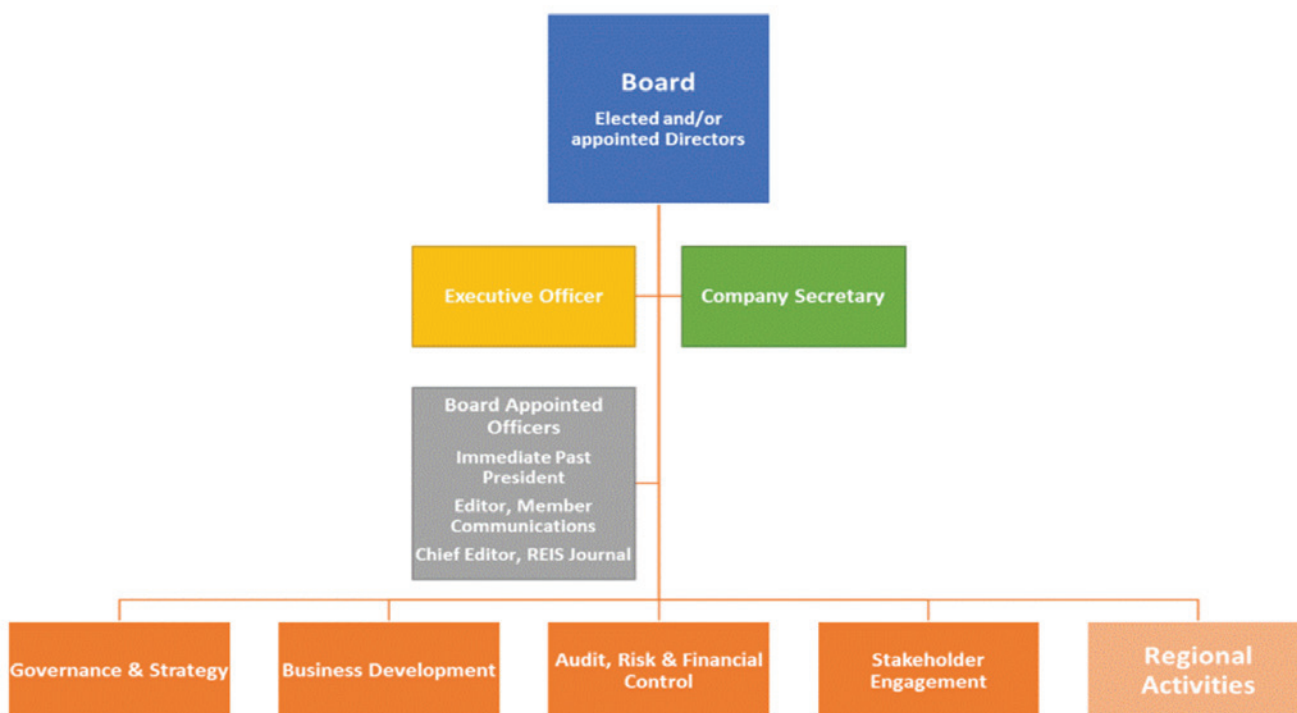 Board
Elected and/or
appointed Directors
Executive Officer
Company Secretary
Board Appointed
Officers
Immediate Past
President
Editor, Member
Communications
Chief Editor, REIS Journal
Governance & Strategy
Business Development
Audit, Risk & Financial
Control
Stakeholder
Engagement
Regional
Activities